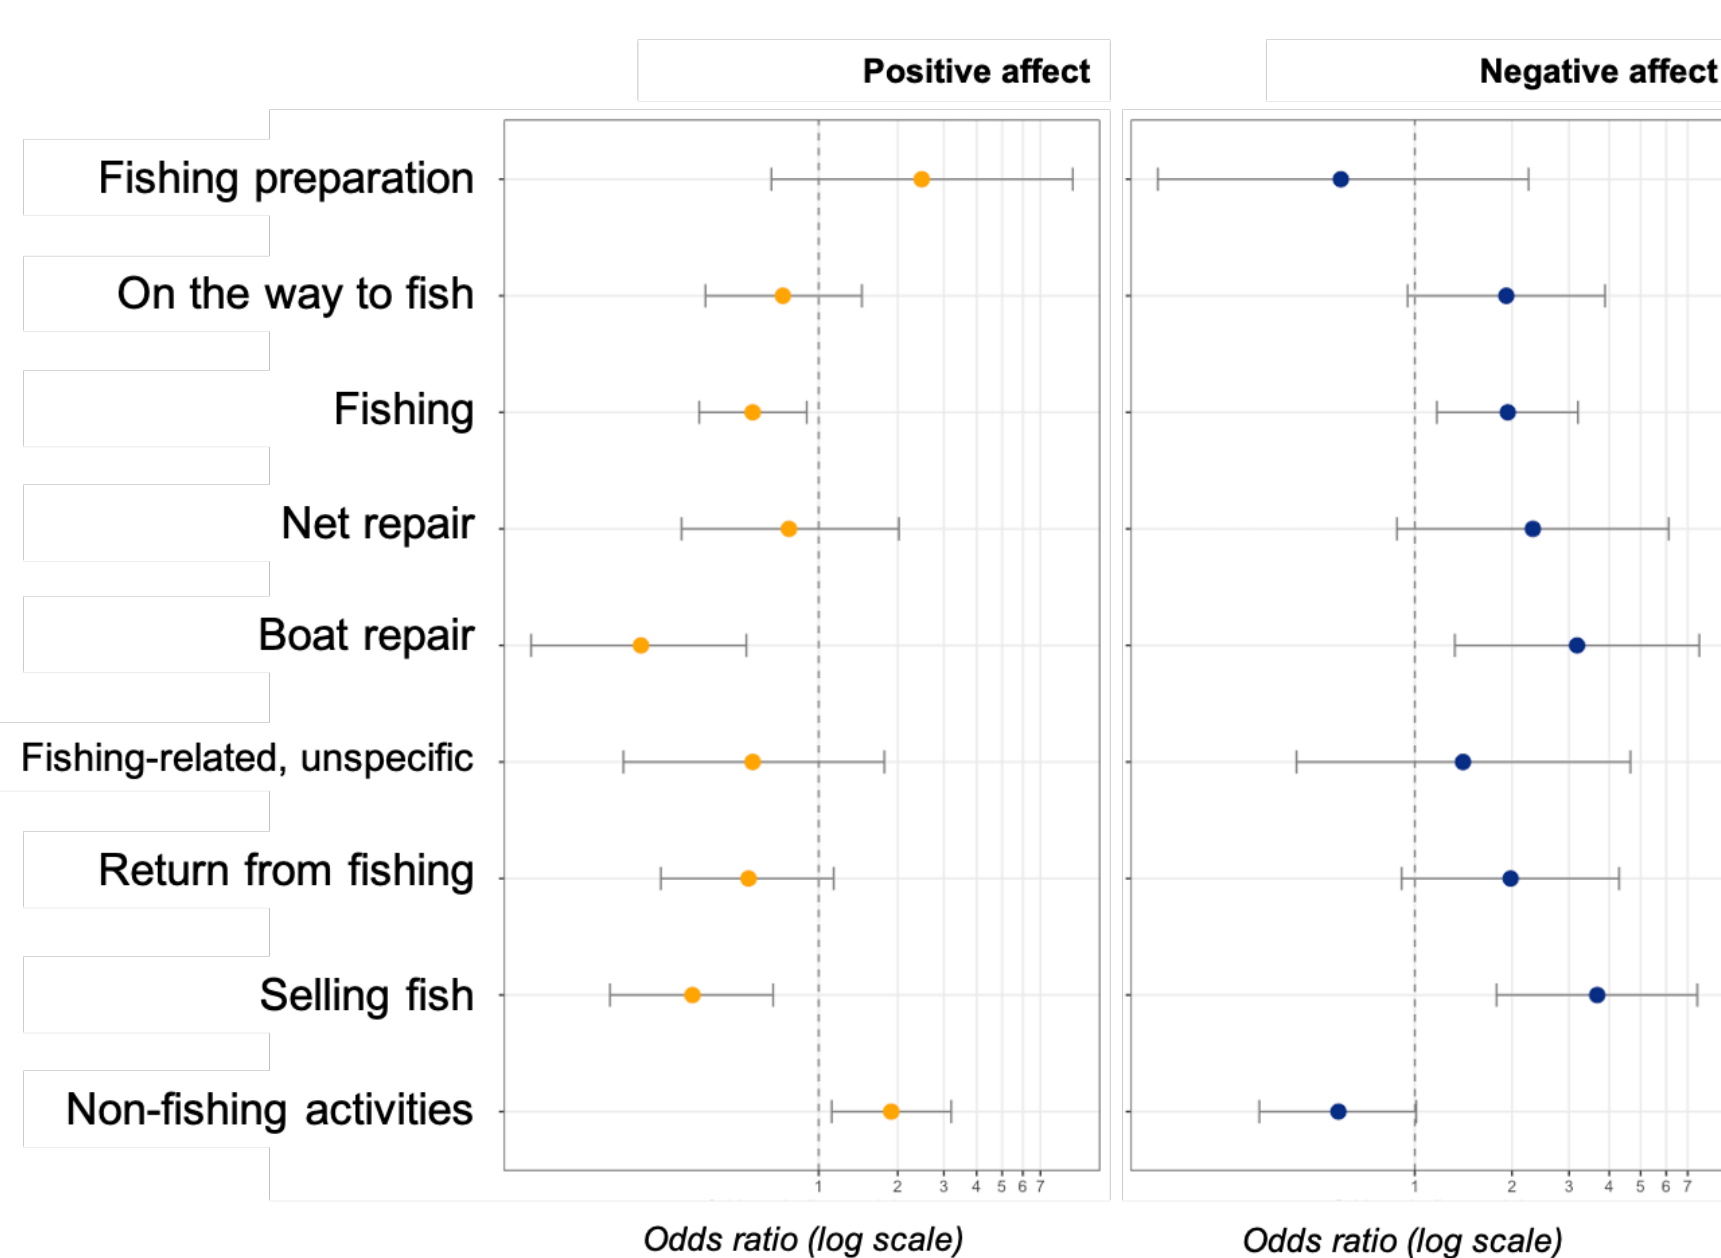 Positive affect
Negative affect
Fishing preparation
On the way to fish
Fishing
Net repair
Boat repair
Fishing-related, unspecific
Return from fishing
Selling fish
Non-fishing activities
1 2 3 4 5 6 7
1 2 3 4 5 6 7
Odds ratio (log scale)
Odds ratio (log scale)